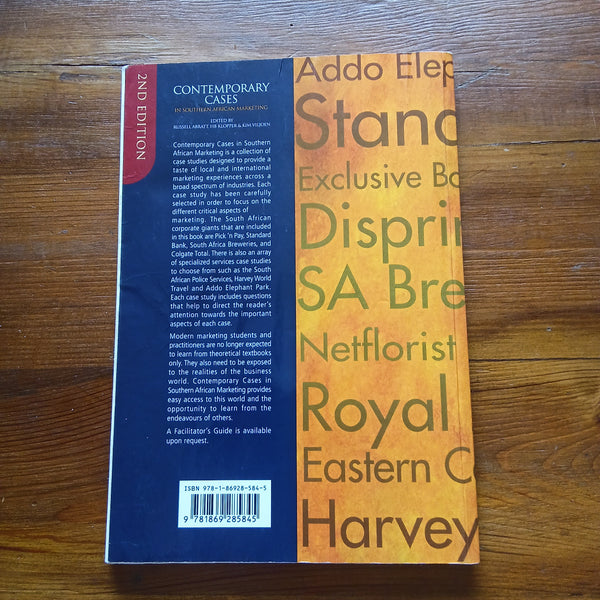 2ND EDITION
CONTEMPORARY
CASES
IN SOUTHERN AFRICAN MARKETING
EDITED BY
RUSSELL ABRATT, HB KLOPPER & KIM VILJOEN
Contemporary Cases in Southern
African Marketing is a collection of
case studies designed to provide a
taste of local and international
marketing experiences across a
broad spectrum of industries. Each
case study has been carefully
selected in order to focus on the
different critical aspects of
marketing. The South African
corporate giants that are included
in this book are Pick 'n Pay, Standard
Bank, South Africa Breweries, and
Colgate Total. There is also an array
of specialized services case studies
to choose from such as the South
African Police Services, Harvey World
Travel and Addo Elephant Park.
Each case study includes questions
that help to direct the reader's
attention towards the important
aspects of each case.
Modern marketing students and
practitioners are no longer expected
to learn from theoretical textbooks
only. They also need to be exposed
to the realities of the business
world. Contemporary Cases in
Southern African Marketing provides
easy access to this world and the
opportunity to learn from the
endeavours of others.
A Facilitator's Guide is available
upon request.
ISBN 978-1-86928-584-5
9 781869 285845
Addo Elep
Stand
Exclusive Bo
Disprin
SA Bre
Netflorist
Royal
Eastern C
Harvey